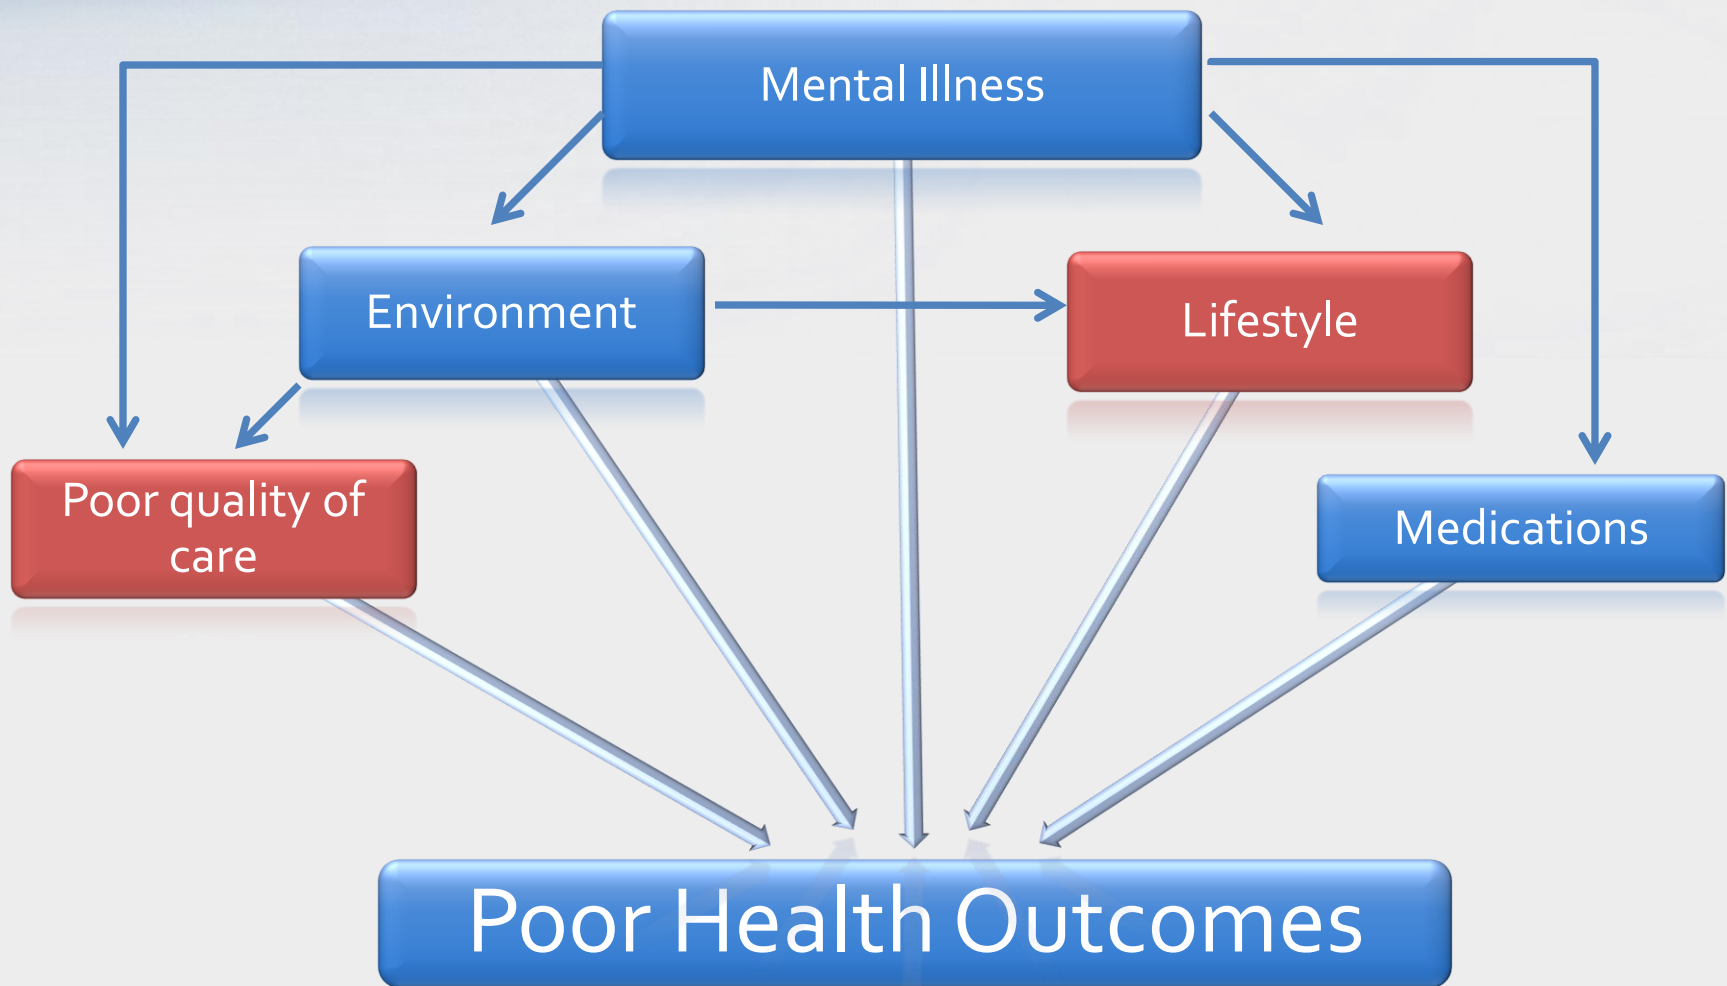 Mental Illness
Environment
Lifestyle
Poor quality of
care
Medications
Poor Health Outcomes